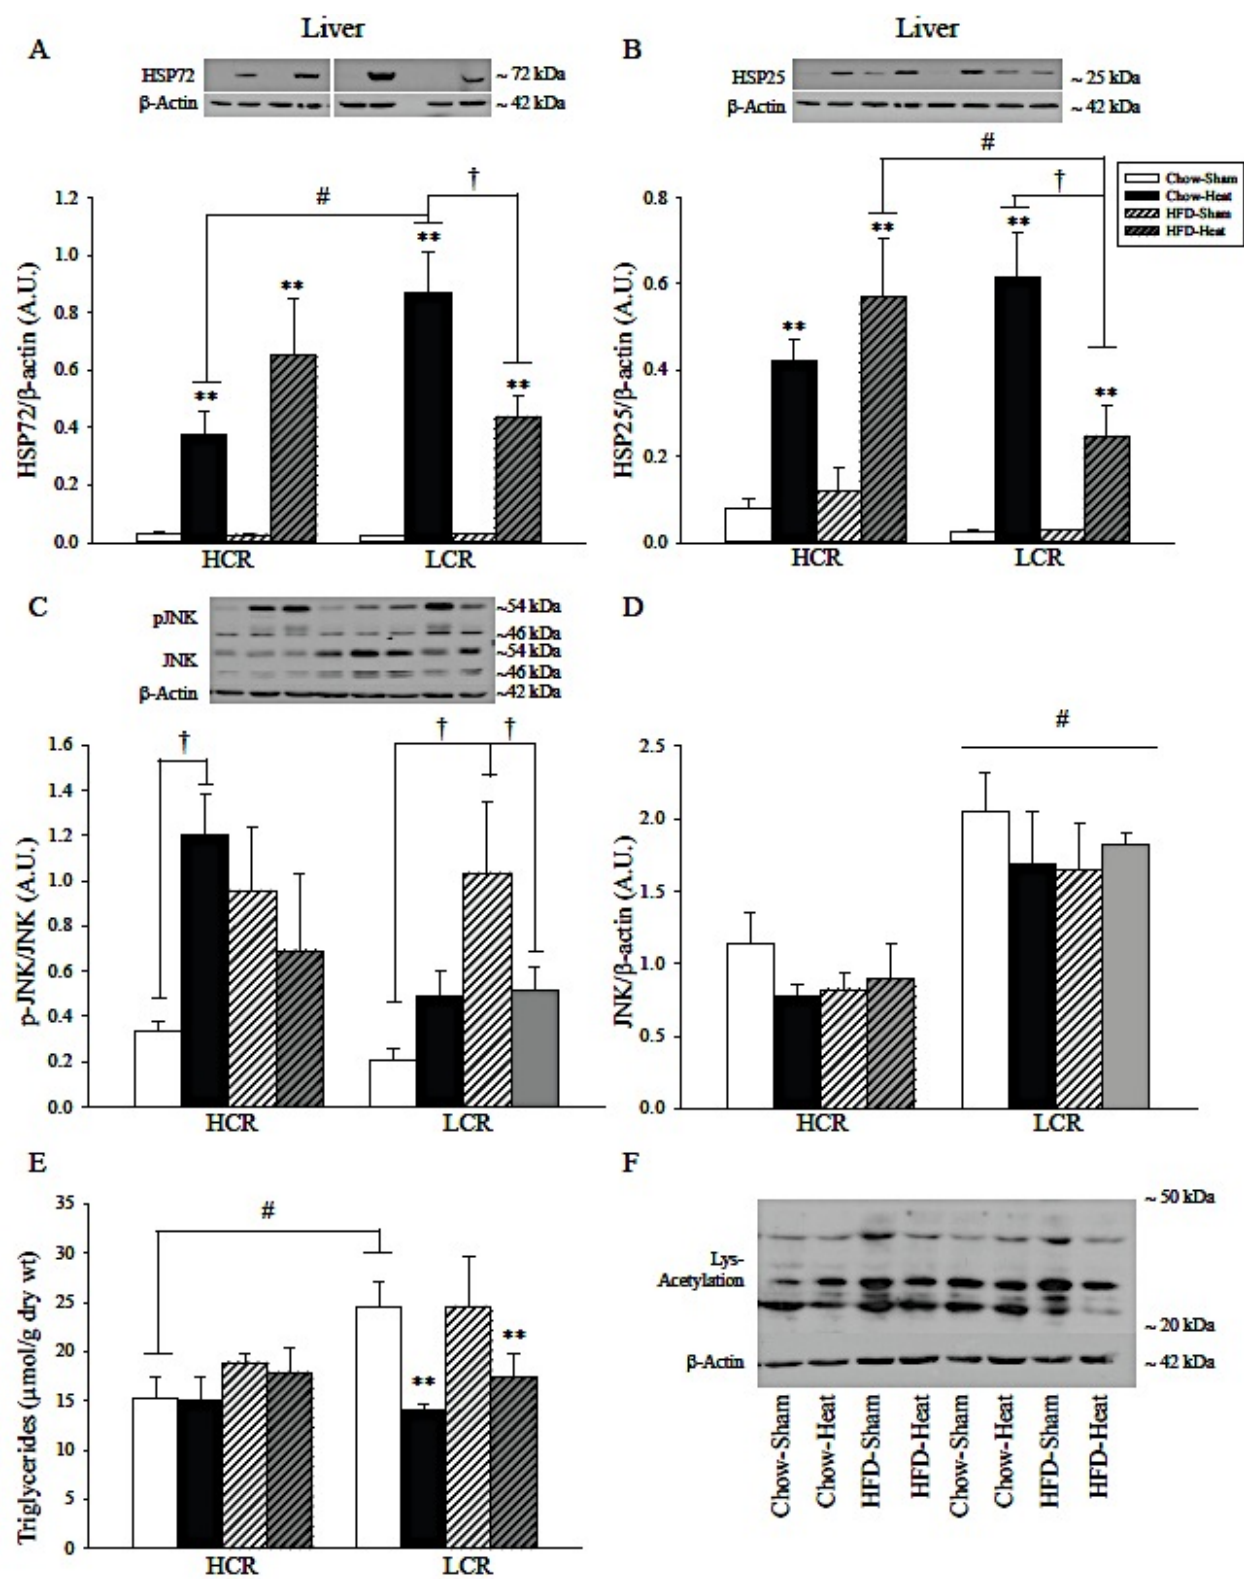 A
Liver
HSP72
~ 72 kDa
β-Actin
~ 42 kDa
HSP72/β-actin (A.U.)
1.2
1.0
0.8
0.6
0.4
0.2
0.0
#
†
**
**
**
**
HCR
LCR
B
Liver
HSP25
~ 25 kDa
β-Actin
~ 42 kDa
HSP25/β-actin (A.U.)
0.8
0.6
0.4
0.2
0.0
#
†
**
**
**
**
HCR
LCR
Chow-Sham
Chow-Heat
HFD-Sham
HFD-Heat
C
pJNK
~54 kDa
~46 kDa
JNK
~54 kDa
~46 kDa
β-Actin
~42 kDa
p-JNK/JNK (A.U.)
1.6
1.4
1.2
1.0
0.8
0.6
0.4
0.2
0.0
†
†
†
HCR
LCR
D
JNK/β-actin (A.U.)
2.5
2.0
1.5
1.0
0.5
0.0
#
HCR
LCR
E
Triglycerides (μmol/g dry wt)
35
30
25
20
15
10
5
0
#
**
**
HCR
LCR
F
~ 50 kDa
Lys-
Acetylation
~ 20 kDa
β-Actin
~ 42 kDa
Chow-Sham
Chow-Heat
HFD-Sham
HFD-Heat
Chow-Sham
Chow-Heat
HFD-Sham
HFD-Heat